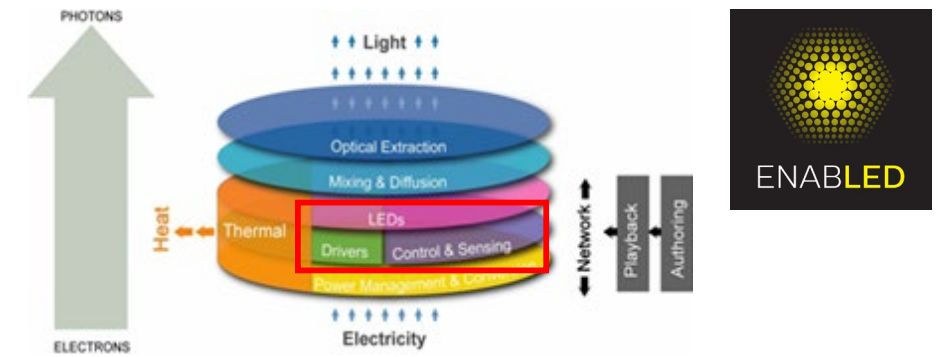 PHOTONS
Light
Optical Extraction
Mixing & Diffusion
LEDs
Heat
Thermal
Drivers
Control & Sensing
Power Management & Conversion
Electricity
ELECTRONS
Network
Playback
Authoring
ENABLED